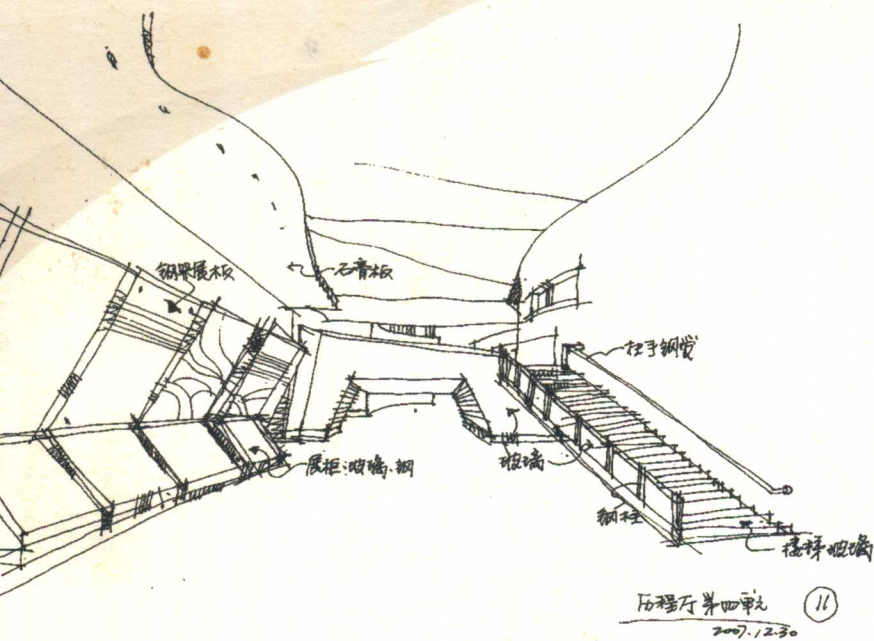 钢架展板
石膏板
扶手钢管
展柜:玻璃、钢
玻璃
钢柱
楼梯玻璃
历程厅第四单元
11
2007.12.30